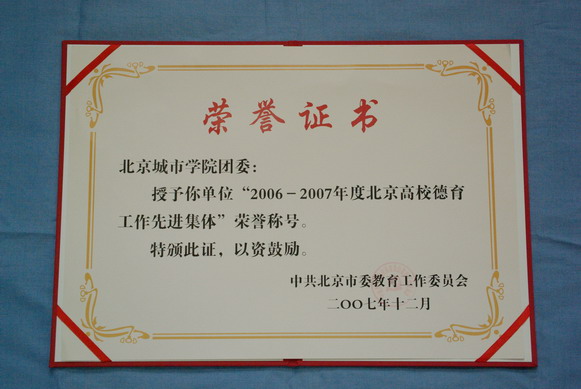 荣誉证书
北京城市学院团委：
授予你单位“2006－2007年度北京高校德育
工作先进集体”荣誉称号。
特颁此证，以资鼓励。
中共北京市委教育工作委员会
二〇〇七年十二月